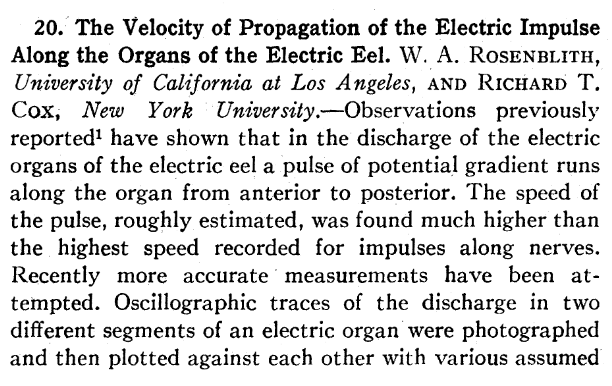 20. The Velocity of Propagation of the Electric Impulse
Along the Organs of the Electric Eel. W. A. ROSENBLITH,
University of California at Los Angeles, AND RICHARD T.
COX, New York University.—Observations previously
reported¹ have shown that in the discharge of the electric
organs of the electric eel a pulse of potential gradient runs
along the organ from anterior to posterior. The speed of
the pulse, roughly estimated, was found much higher than
the highest speed recorded for impulses along nerves.
Recently more accurate measurements have been at-
tempted. Oscillographic traces of the discharge in two
different segments of an electric organ were photographed
and then plotted against each other with various assumed